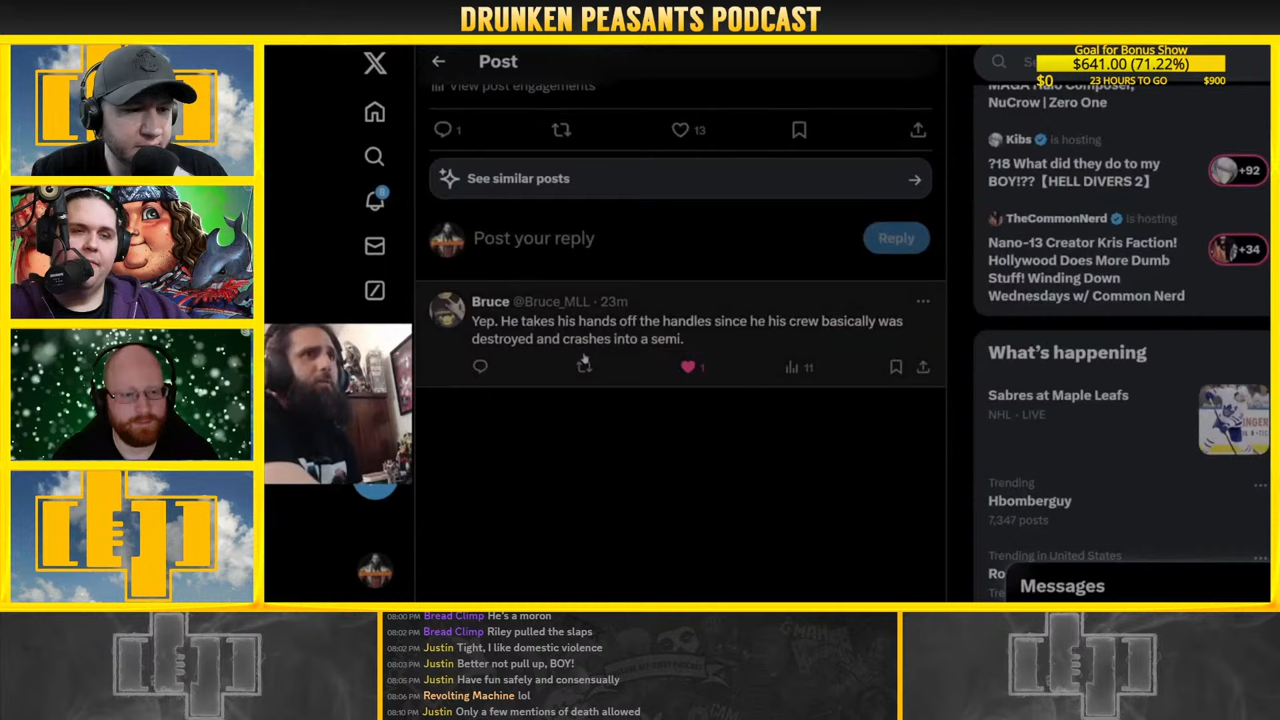 DRUNKEN PEASANTS PODCAST
Goal for Bonus Show
$641.00 (71.22%)
$0
23 HOURS TO GO
$900
Post
View post engagements
1
13
See similar posts
Post your reply
Reply
Bruce @Bruce_MLL · 23m
Yep. He takes his hands off the handles since he his crew basically was
destroyed and crashes into a semi.
1
11
MAGA Halo Composer,
NuCrow | Zero One
Kibs is hosting
?18 What did they do to my
BOY!??【HELL DIVERS 2】
+92
TheCommonNerd is hosting
Nano-13 Creator Kris Faction!
Hollywood Does More Dumb
Stuff! Winding Down
Wednesdays w/ Common Nerd
+34
What's happening
Sabres at Maple Leafs
NHL · LIVE
Trending
Hbomberguy
7,347 posts
Trending in United States
Ro
Tre
Messages
08:00 PM Bread Climp He's a moron
08:02 PM Bread Climp Riley pulled the slaps
08:02 PM Justin Tight, I like domestic violence
08:03 PM Justin Better not pull up, BOY!
08:05 PM Justin Have fun safely and consensually
08:06 PM Revolting Machine lol
08:10 PM Justin Only a few mentions of death allowed